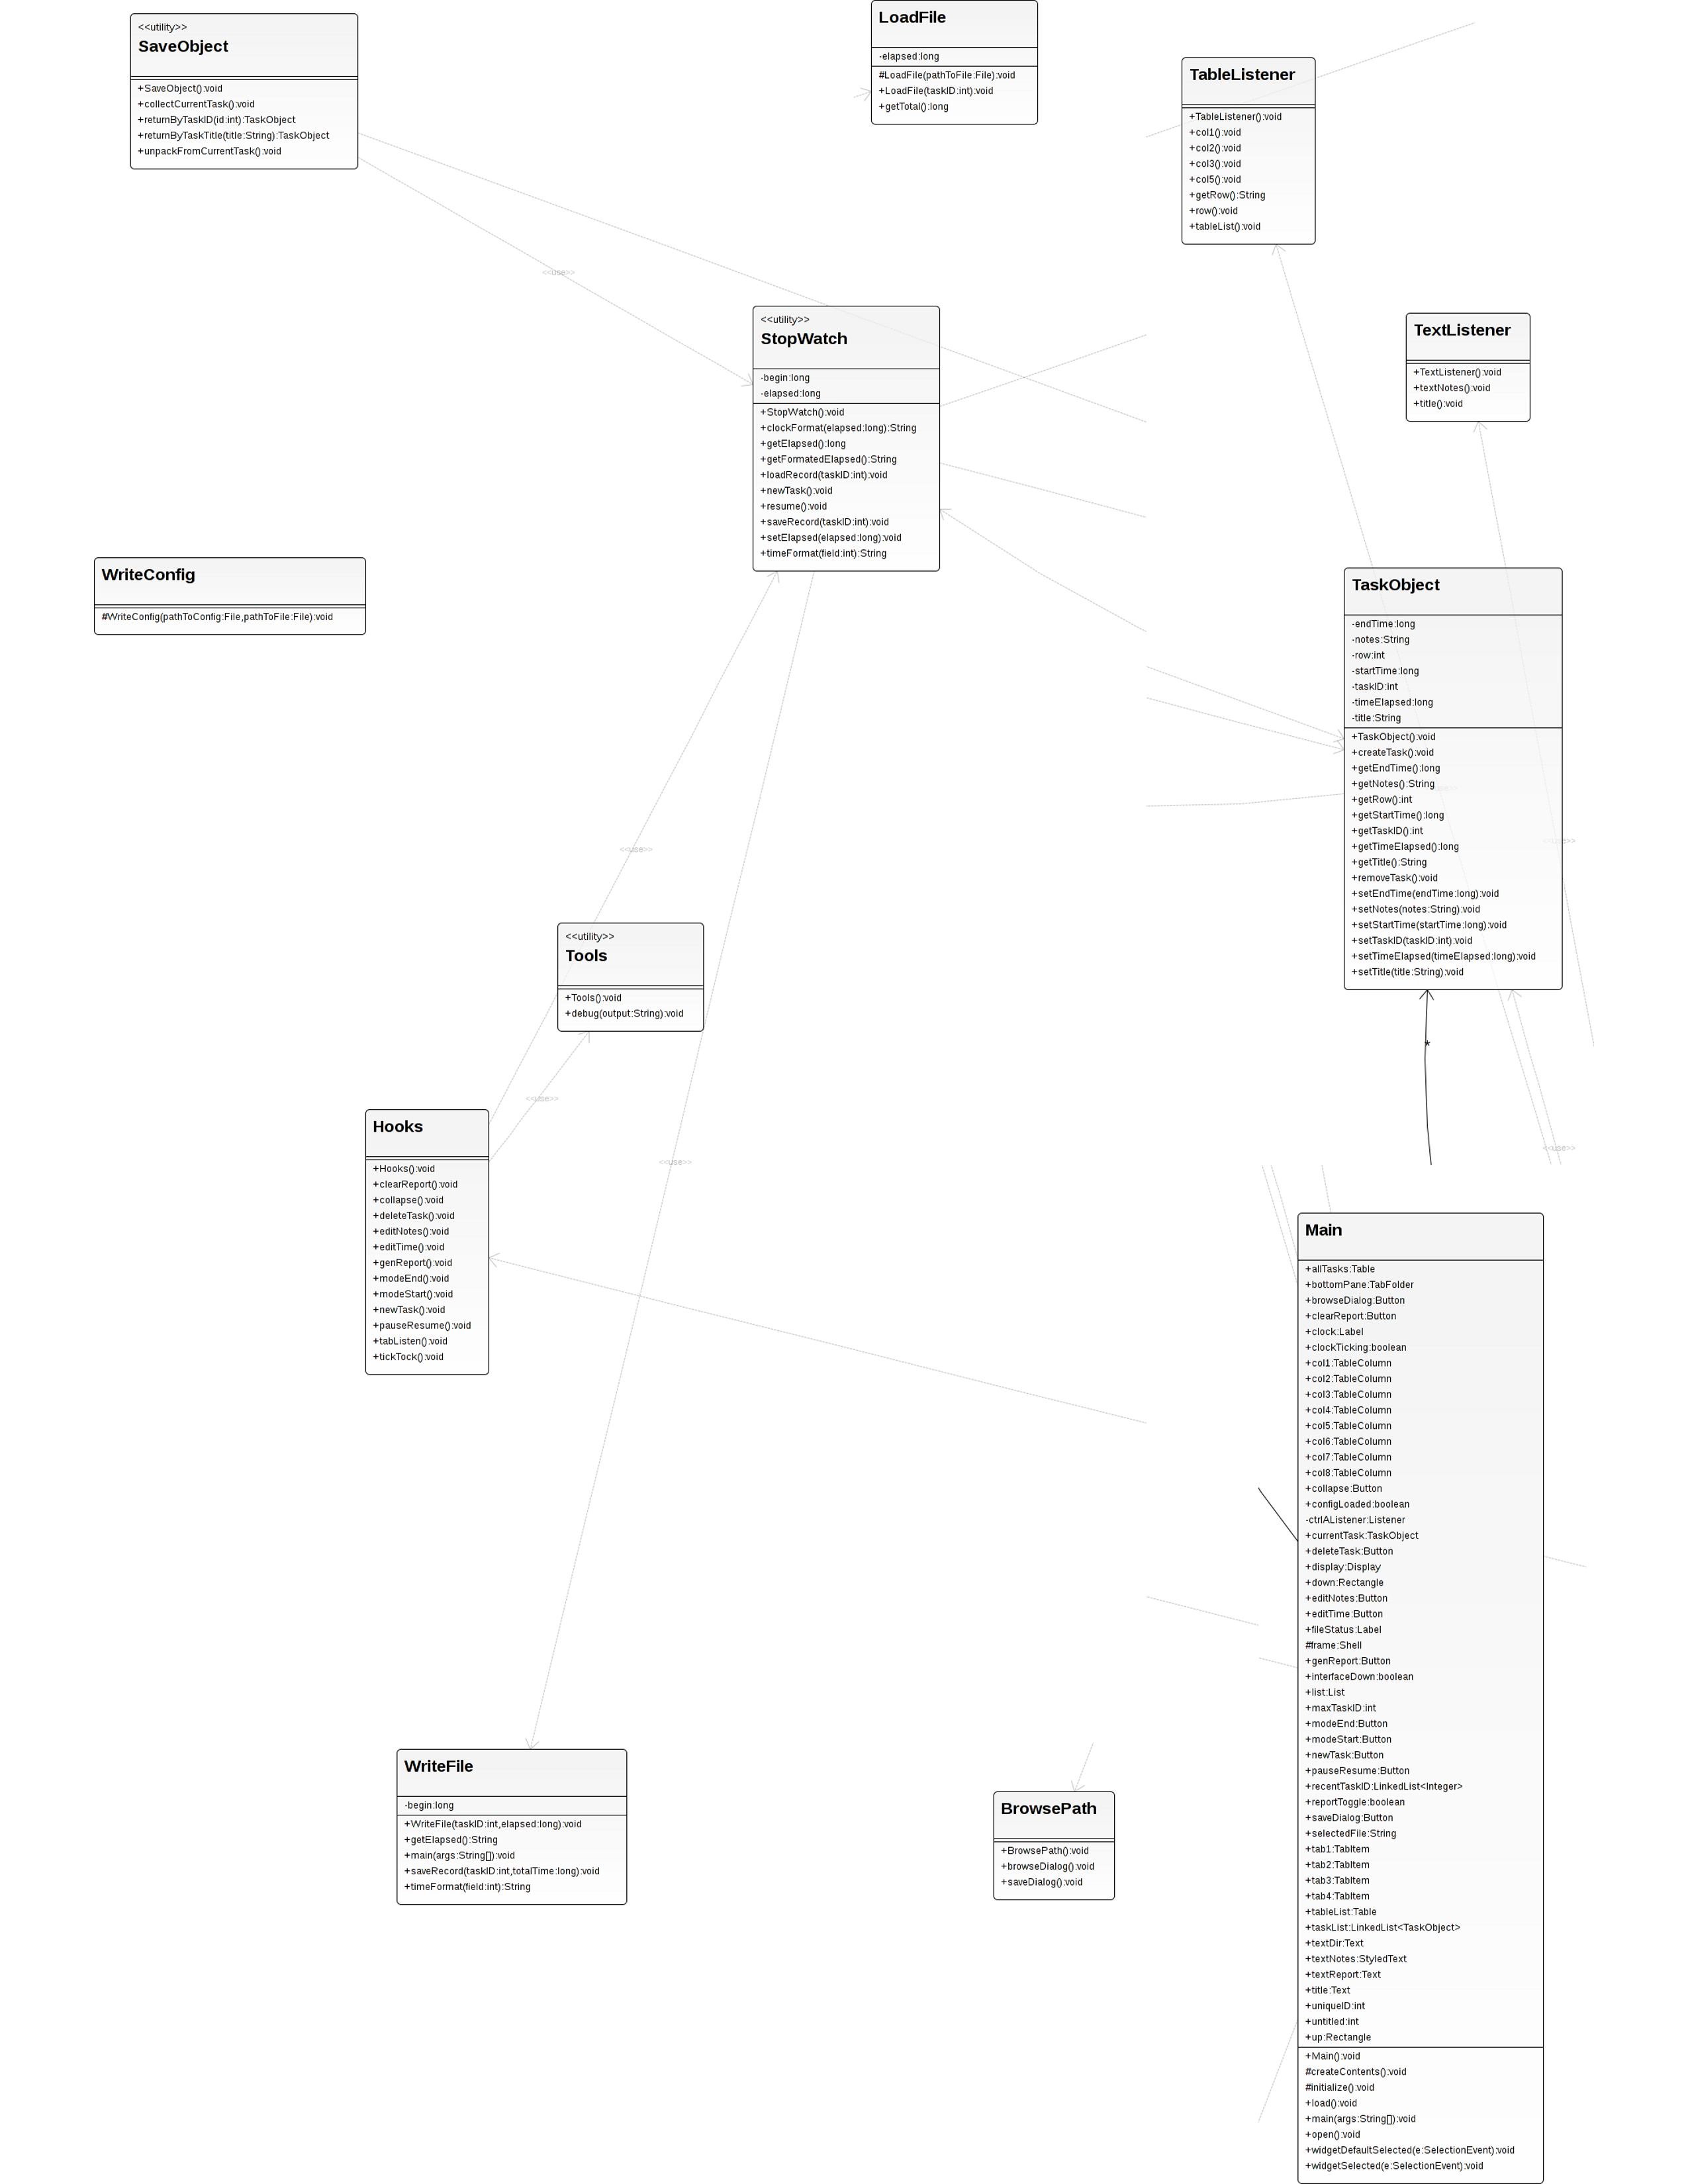 <<utility>>
SaveObject
+SaveObject():void
+collectCurrentTask():void
+returnByTaskID(id:int):TaskObject
+returnByTaskTitle(title:String):TaskObject
+unpackFromCurrentTask():void
LoadFile
-elapsed:long
#LoadFile(pathToFile:File):void
+LoadFile(taskID:int):void
+getTotal():long
TableListener
+TableListener():void
+col1():void
+col2():void
+col3():void
+col5():void
+getRow():String
+row():void
+tableList():void
<<use>>
<<utility>>
StopWatch
-begin:long
-elapsed:long
+StopWatch():void
+clockFormat(elapsed:long):String
+getElapsed():long
+getFormatedElapsed():String
+loadRecord(taskID:int):void
+newTask():void
+resume():void
+saveRecord(taskID:int):void
+setElapsed(elapsed:long):void
+timeFormat(field:int):String
TextListener
+TextListener():void
+textNotes():void
+title():void
WriteConfig
#WriteConfig(pathToConfig:File,pathToFile:File):void
TaskObject
-endTime:long
-notes:String
-row:int
-startTime:long
-taskID:int
-timeElapsed:long
-title:String
+TaskObject():void
+createTask():void
+getEndTime():long
+getNotes():String
+getRow():int
+getStartTime():long
+getTaskID():int
+getTimeElapsed():long
+getTitle():String
+removeTask():void
+setEndTime(endTime:long):void
+setNotes(notes:String):void
+setStartTime(startTime:long):void
+setTaskID(taskID:int):void
+setTimeElapsed(timeElapsed:long):void
+setTitle(title:String):void
<<use>>
<<utility>>
Tools
+Tools():void
+debug(output:String):void
*
<<use>>
<<use>>
<<use>>
Hooks
+Hooks():void
+clearReport():void
+collapse():void
+deleteTask():void
+editNotes():void
+editTime():void
+genReport():void
+modeEnd():void
+modeStart():void
+newTask():void
+pauseResume():void
+tabListen():void
+tickTock():void
Main
+allTasks:Table
+bottomPane:TabFolder
+browseDialog:Button
+clearReport:Button
+clock:Label
+clockTicking:boolean
+col1:TableColumn
+col2:TableColumn
+col3:TableColumn
+col4:TableColumn
+col5:TableColumn
+col6:TableColumn
+col7:TableColumn
+col8:TableColumn
+collapse:Button
+configLoaded:boolean
-ctrlAListener:Listener
+currentTask:TaskObject
+deleteTask:Button
+display:Display
+down:Rectangle
+editNotes:Button
+editTime:Button
+fileStatus:Label
#frame:Shell
+genReport:Button
+interfaceDown:boolean
+list:List
+maxTaskID:int
+modeEnd:Button
+modeStart:Button
+newTask:Button
+pauseResume:Button
+recentTaskID:LinkedList<Integer>
+reportToggle:boolean
+saveDialog:Button
+selectedFile:String
+tab1:TabItem
+tab2:TabItem
+tab3:TabItem
+tab4:TabItem
+tableList:Table
+taskList:LinkedList<TaskObject>
+textDir:Text
+textNotes:StyledText
+textReport:Text
+title:Text
+uniqueID:int
+untitled:int
+up:Rectangle
+Main():void
#createContents():void
#initialize():void
+load():void
+main(args:String[]):void
+open():void
+widgetDefaultSelected(e:SelectionEvent):void
+widgetSelected(e:SelectionEvent):void
WriteFile
-begin:long
+WriteFile(taskID:int,elapsed:long):void
+getElapsed():String
+main(args:String[]):void
+saveRecord(taskID:int,totalTime:long):void
+timeFormat(field:int):String
BrowsePath
+BrowsePath():void
+browseDialog():void
+saveDialog():void